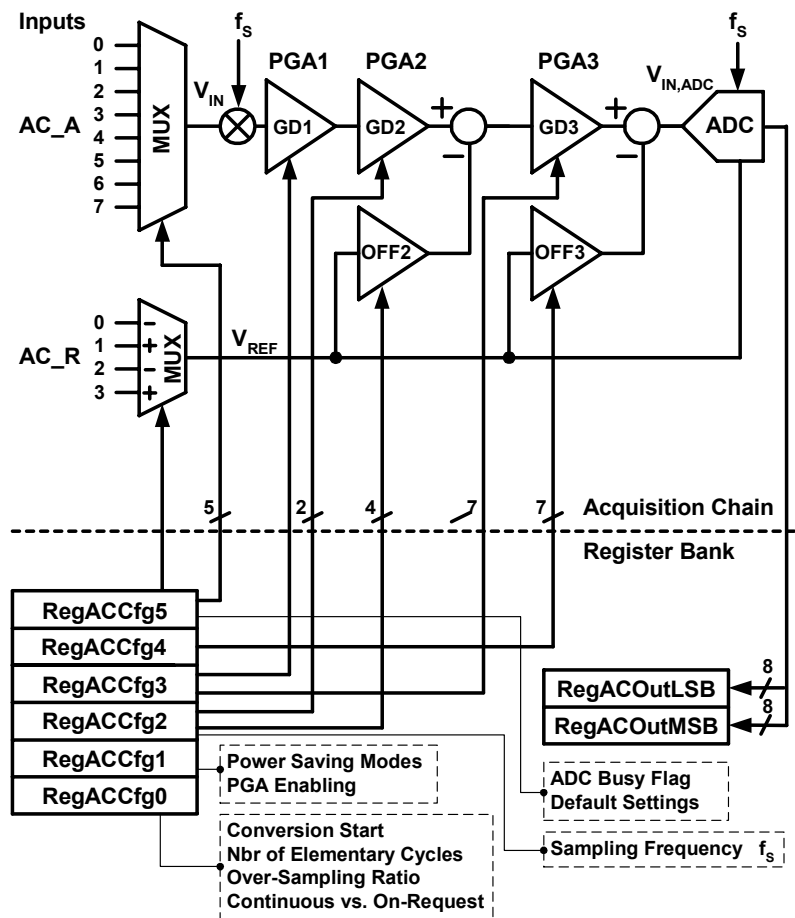 Inputs
f_S
f_S
0
1
2
3
4
5
6
7
AC_A
MUX
V_IN
PGA1
PGA2
PGA3
V_IN,ADC
GD1
GD2
+
−
GD3
+
−
ADC
OFF2
OFF3
0
1
2
3
−
+
−
+
AC_R
MUX
V_REF
5
2
4
7
7
Acquisition Chain
Register Bank
RegACCfg5
RegACCfg4
RegACCfg3
RegACCfg2
RegACCfg1
RegACCfg0
8
RegACOutLSB
8
RegACOutMSB
Power Saving Modes
PGA Enabling
ADC Busy Flag
Default Settings
Conversion Start
Nbr of Elementary Cycles
Over-Sampling Ratio
Continuous vs. On-Request
Sampling Frequency f_S